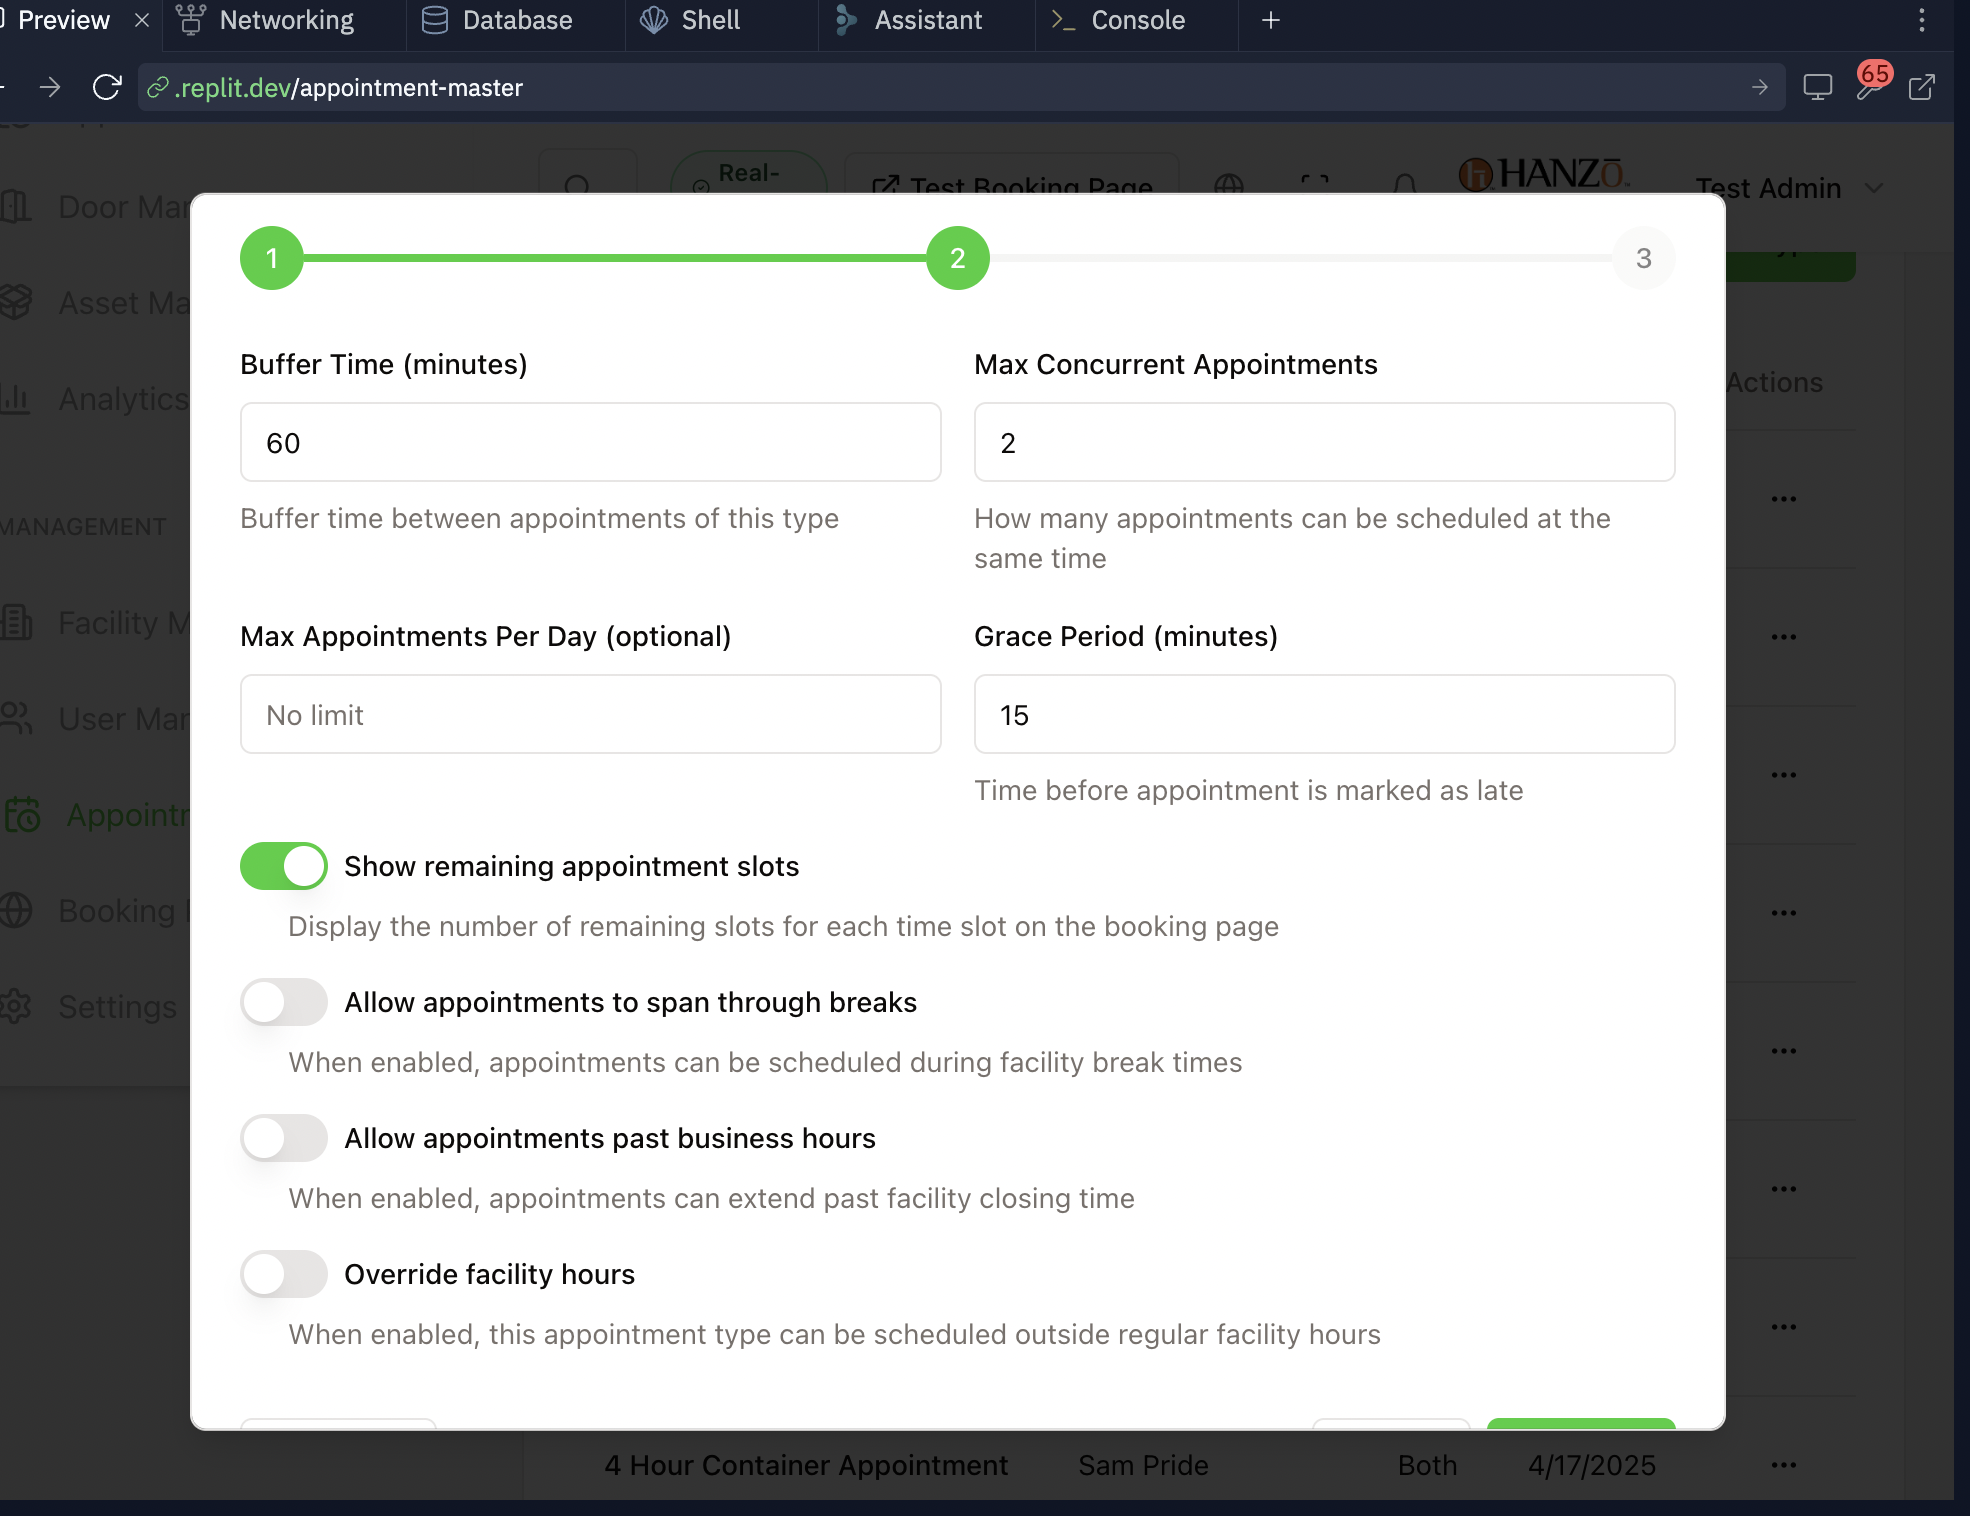 Preview
Networking
Database
Shell
Assistant
Console
.replit.dev/appointment-master
65
Real-
Test Booking Page
HANZō
Test Admin
Door Mar
Asset Ma
Analytics
MANAGEMENT
Facility M
User Mar
Appointr
Booking
Settings
Actions
1
2
3
Buffer Time (minutes)
60
Buffer time between appointments of this type
Max Concurrent Appointments
2
How many appointments can be scheduled at the
same time
Max Appointments Per Day (optional)
No limit
Grace Period (minutes)
15
Time before appointment is marked as late
Show remaining appointment slots
Display the number of remaining slots for each time slot on the booking page
Allow appointments to span through breaks
When enabled, appointments can be scheduled during facility break times
Allow appointments past business hours
When enabled, appointments can extend past facility closing time
Override facility hours
When enabled, this appointment type can be scheduled outside regular facility hours
4 Hour Container Appointment Sam Pride Both 4/17/2025